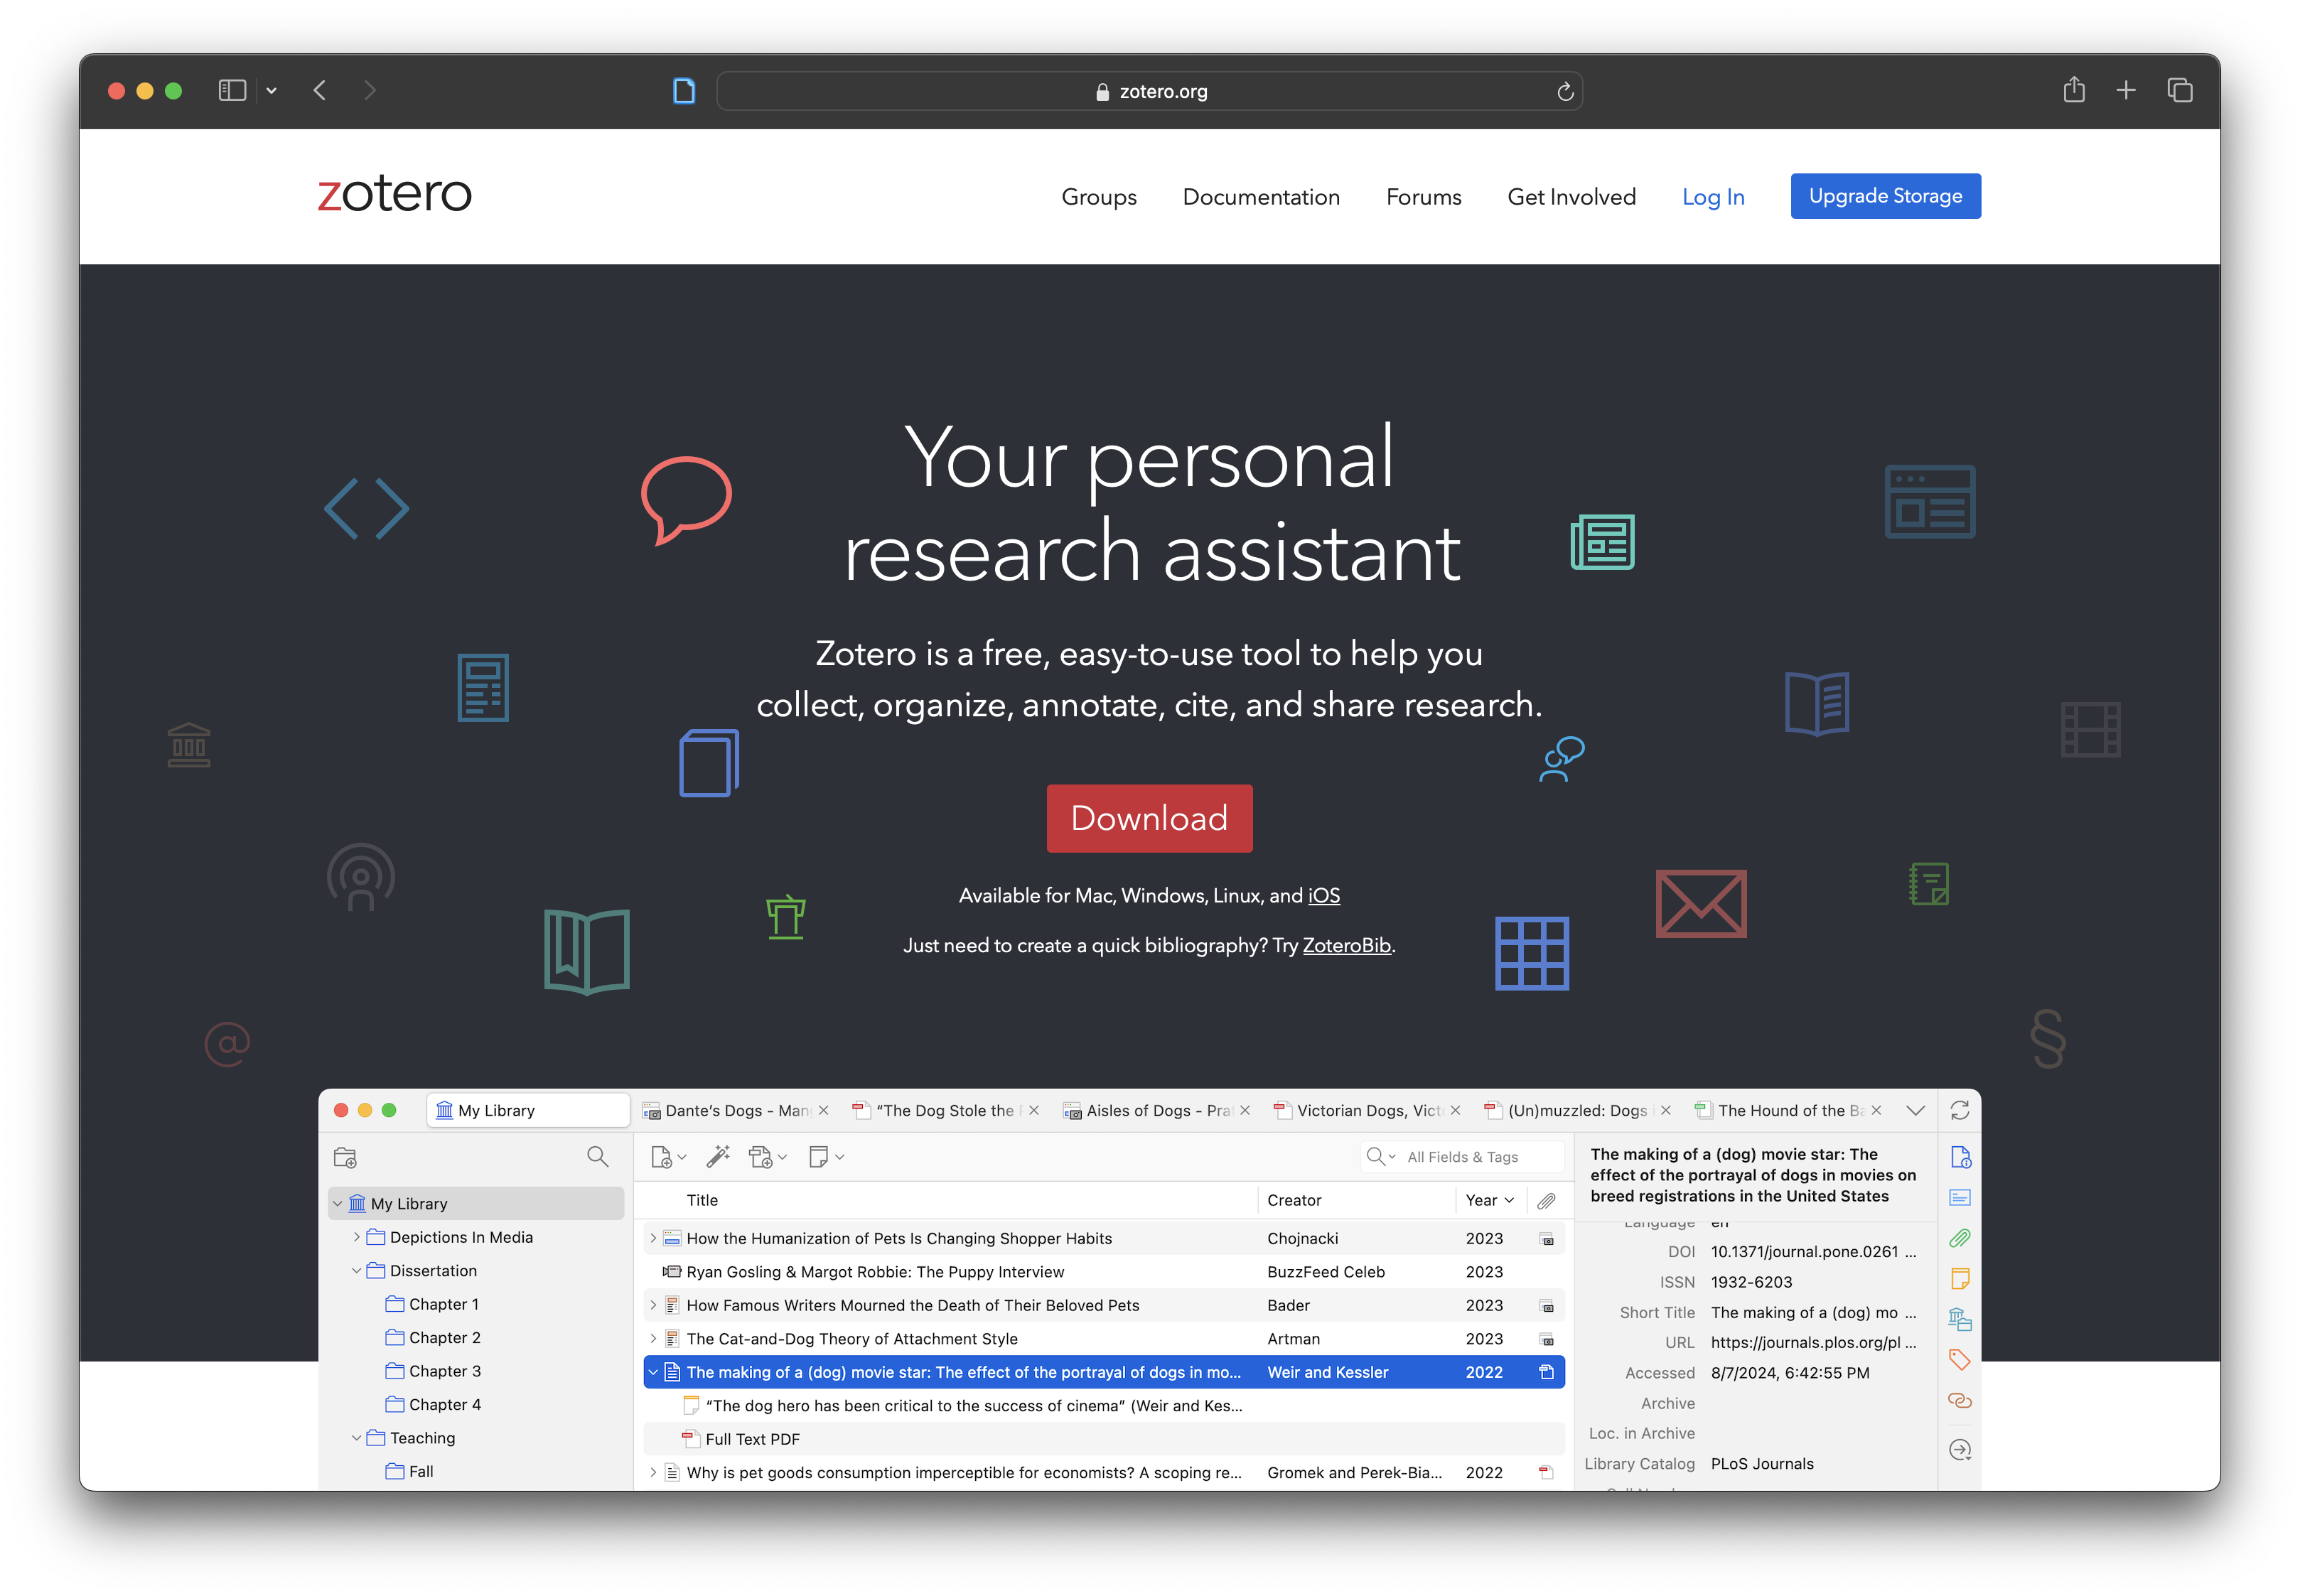 zotero.org
zotero
Groups Documentation Forums Get Involved Log In Upgrade Storage
Your personal
research assistant
Zotero is a free, easy-to-use tool to help you
collect, organize, annotate, cite, and share research.
Download
Available for Mac, Windows, Linux, and iOS
Just need to create a quick bibliography? Try ZoteroBib.
@
§
My Library
Dante’s Dogs - Man
“The Dog Stole the
Aisles of Dogs - Pra
Victorian Dogs, Vict
(Un)muzzled: Dogs
The Hound of the Ba
All Fields & Tags
My Library
Depictions In Media
Dissertation
Chapter 1
Chapter 2
Chapter 3
Chapter 4
Teaching
Fall
Title Creator Year
How the Humanization of Pets Is Changing Shopper Habits Chojnacki 2023
Ryan Gosling & Margot Robbie: The Puppy Interview BuzzFeed Celeb 2023
How Famous Writers Mourned the Death of Their Beloved Pets Bader 2023
The Cat-and-Dog Theory of Attachment Style Artman 2023
The making of a (dog) movie star: The effect of the portrayal of dogs in mo... Weir and Kessler 2022
“The dog hero has been critical to the success of cinema” (Weir and Kes...
Full Text PDF
Why is pet goods consumption imperceptible for economists? A scoping re... Gromek and Perek-Bia... 2022
The making of a (dog) movie star: The
effect of the portrayal of dogs in movies on
breed registrations in the United States
Language en
DOI 10.1371/journal.pone.0261 ...
ISSN 1932-6203
Short Title The making of a (dog) mo ...
URL https://journals.plos.org/pl ...
Accessed 8/7/2024, 6:42:55 PM
Archive
Loc. in Archive
Library Catalog PLoS Journals